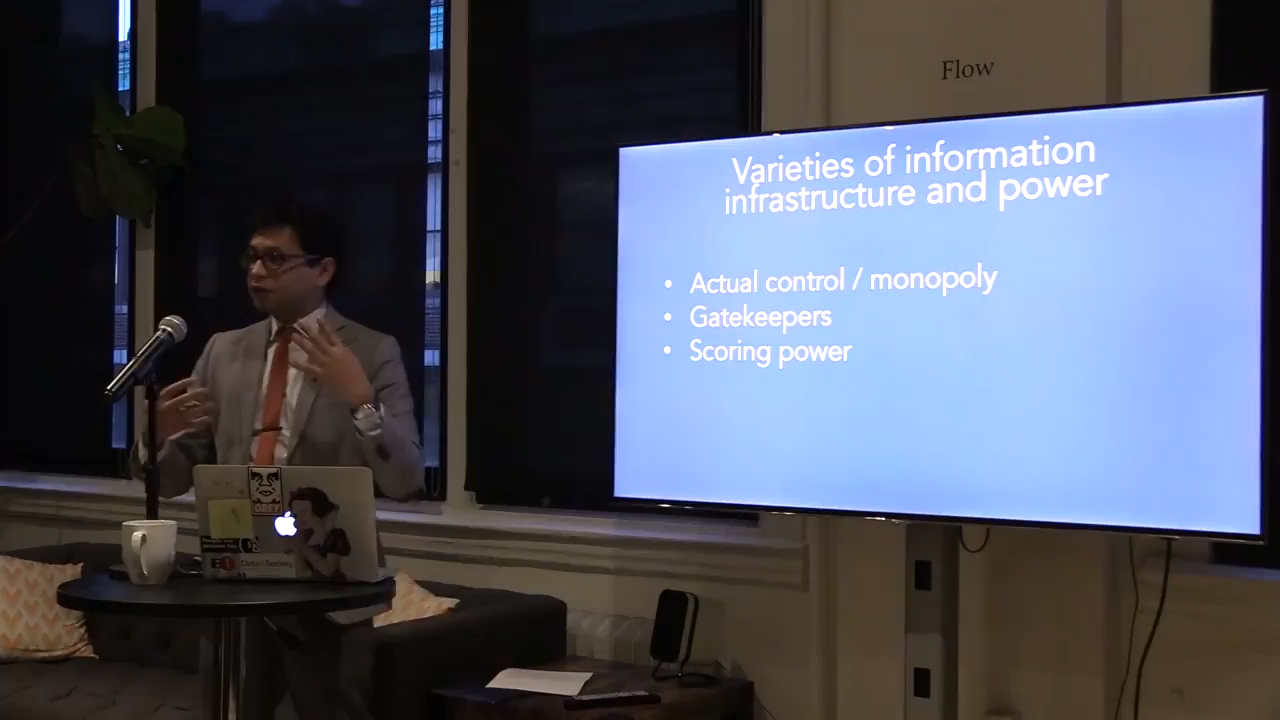 Flow
Varieties of information
infrastructure and power
• Actual control / monopoly
• Gatekeepers
• Scoring power
OBEY
Data&Society